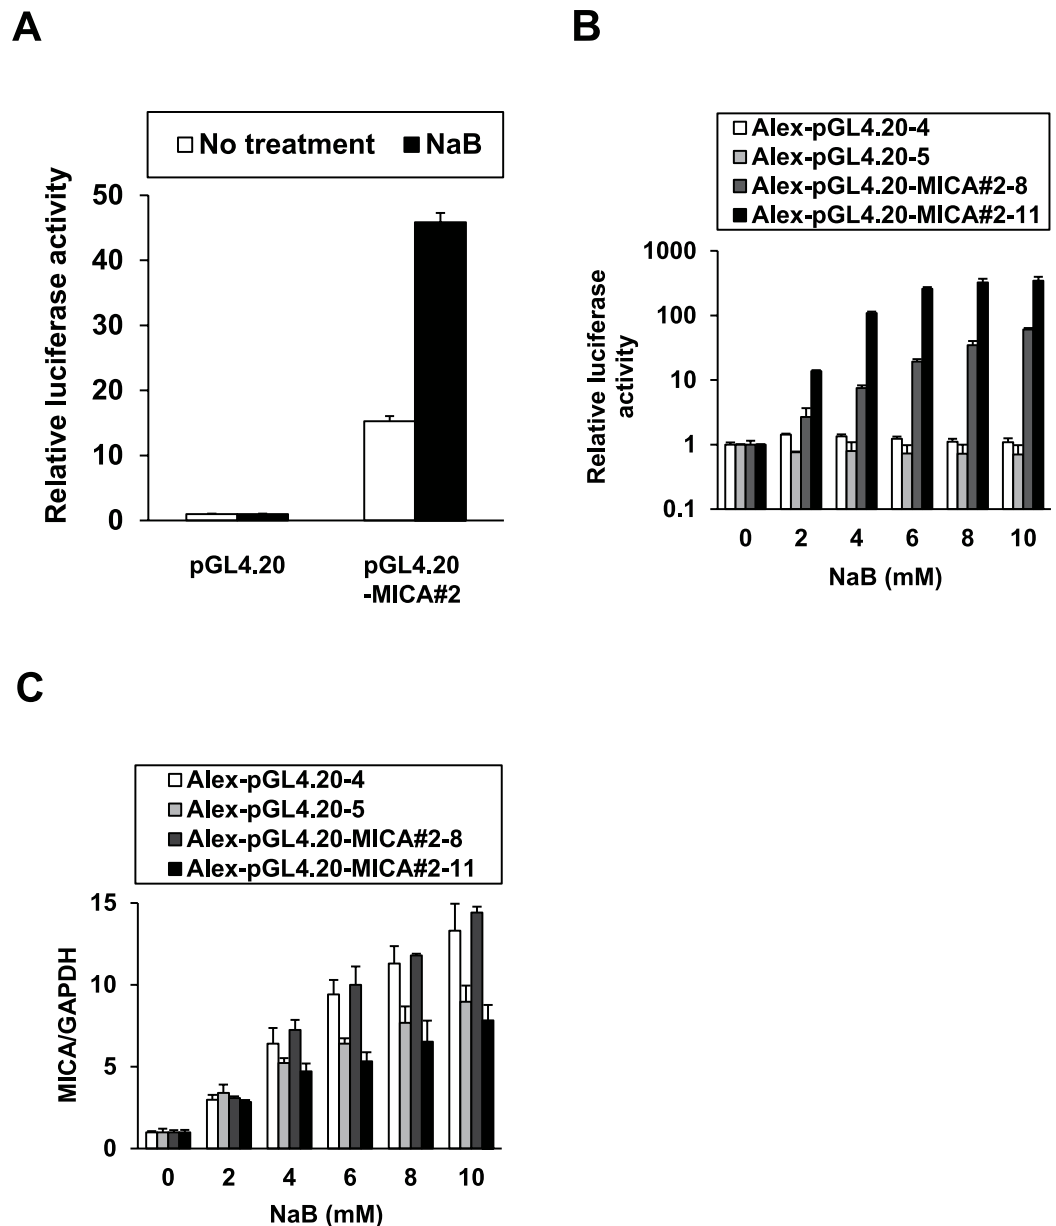 A
No treatment NaB
Relative luciferase activity
50
40
30
20
10
0
pGL4.20
pGL4.20
-MICA#2
B
Alex-pGL4.20-4
Alex-pGL4.20-5
Alex-pGL4.20-MICA#2-8
Alex-pGL4.20-MICA#2-11
Relative luciferase
activity
1000
100
10
1
0.1
0 2 4 6 8 10
NaB (mM)
C
Alex-pGL4.20-4
Alex-pGL4.20-5
Alex-pGL4.20-MICA#2-8
Alex-pGL4.20-MICA#2-11
MICA/GAPDH
15
10
5
0
0 2 4 6 8 10
NaB (mM)